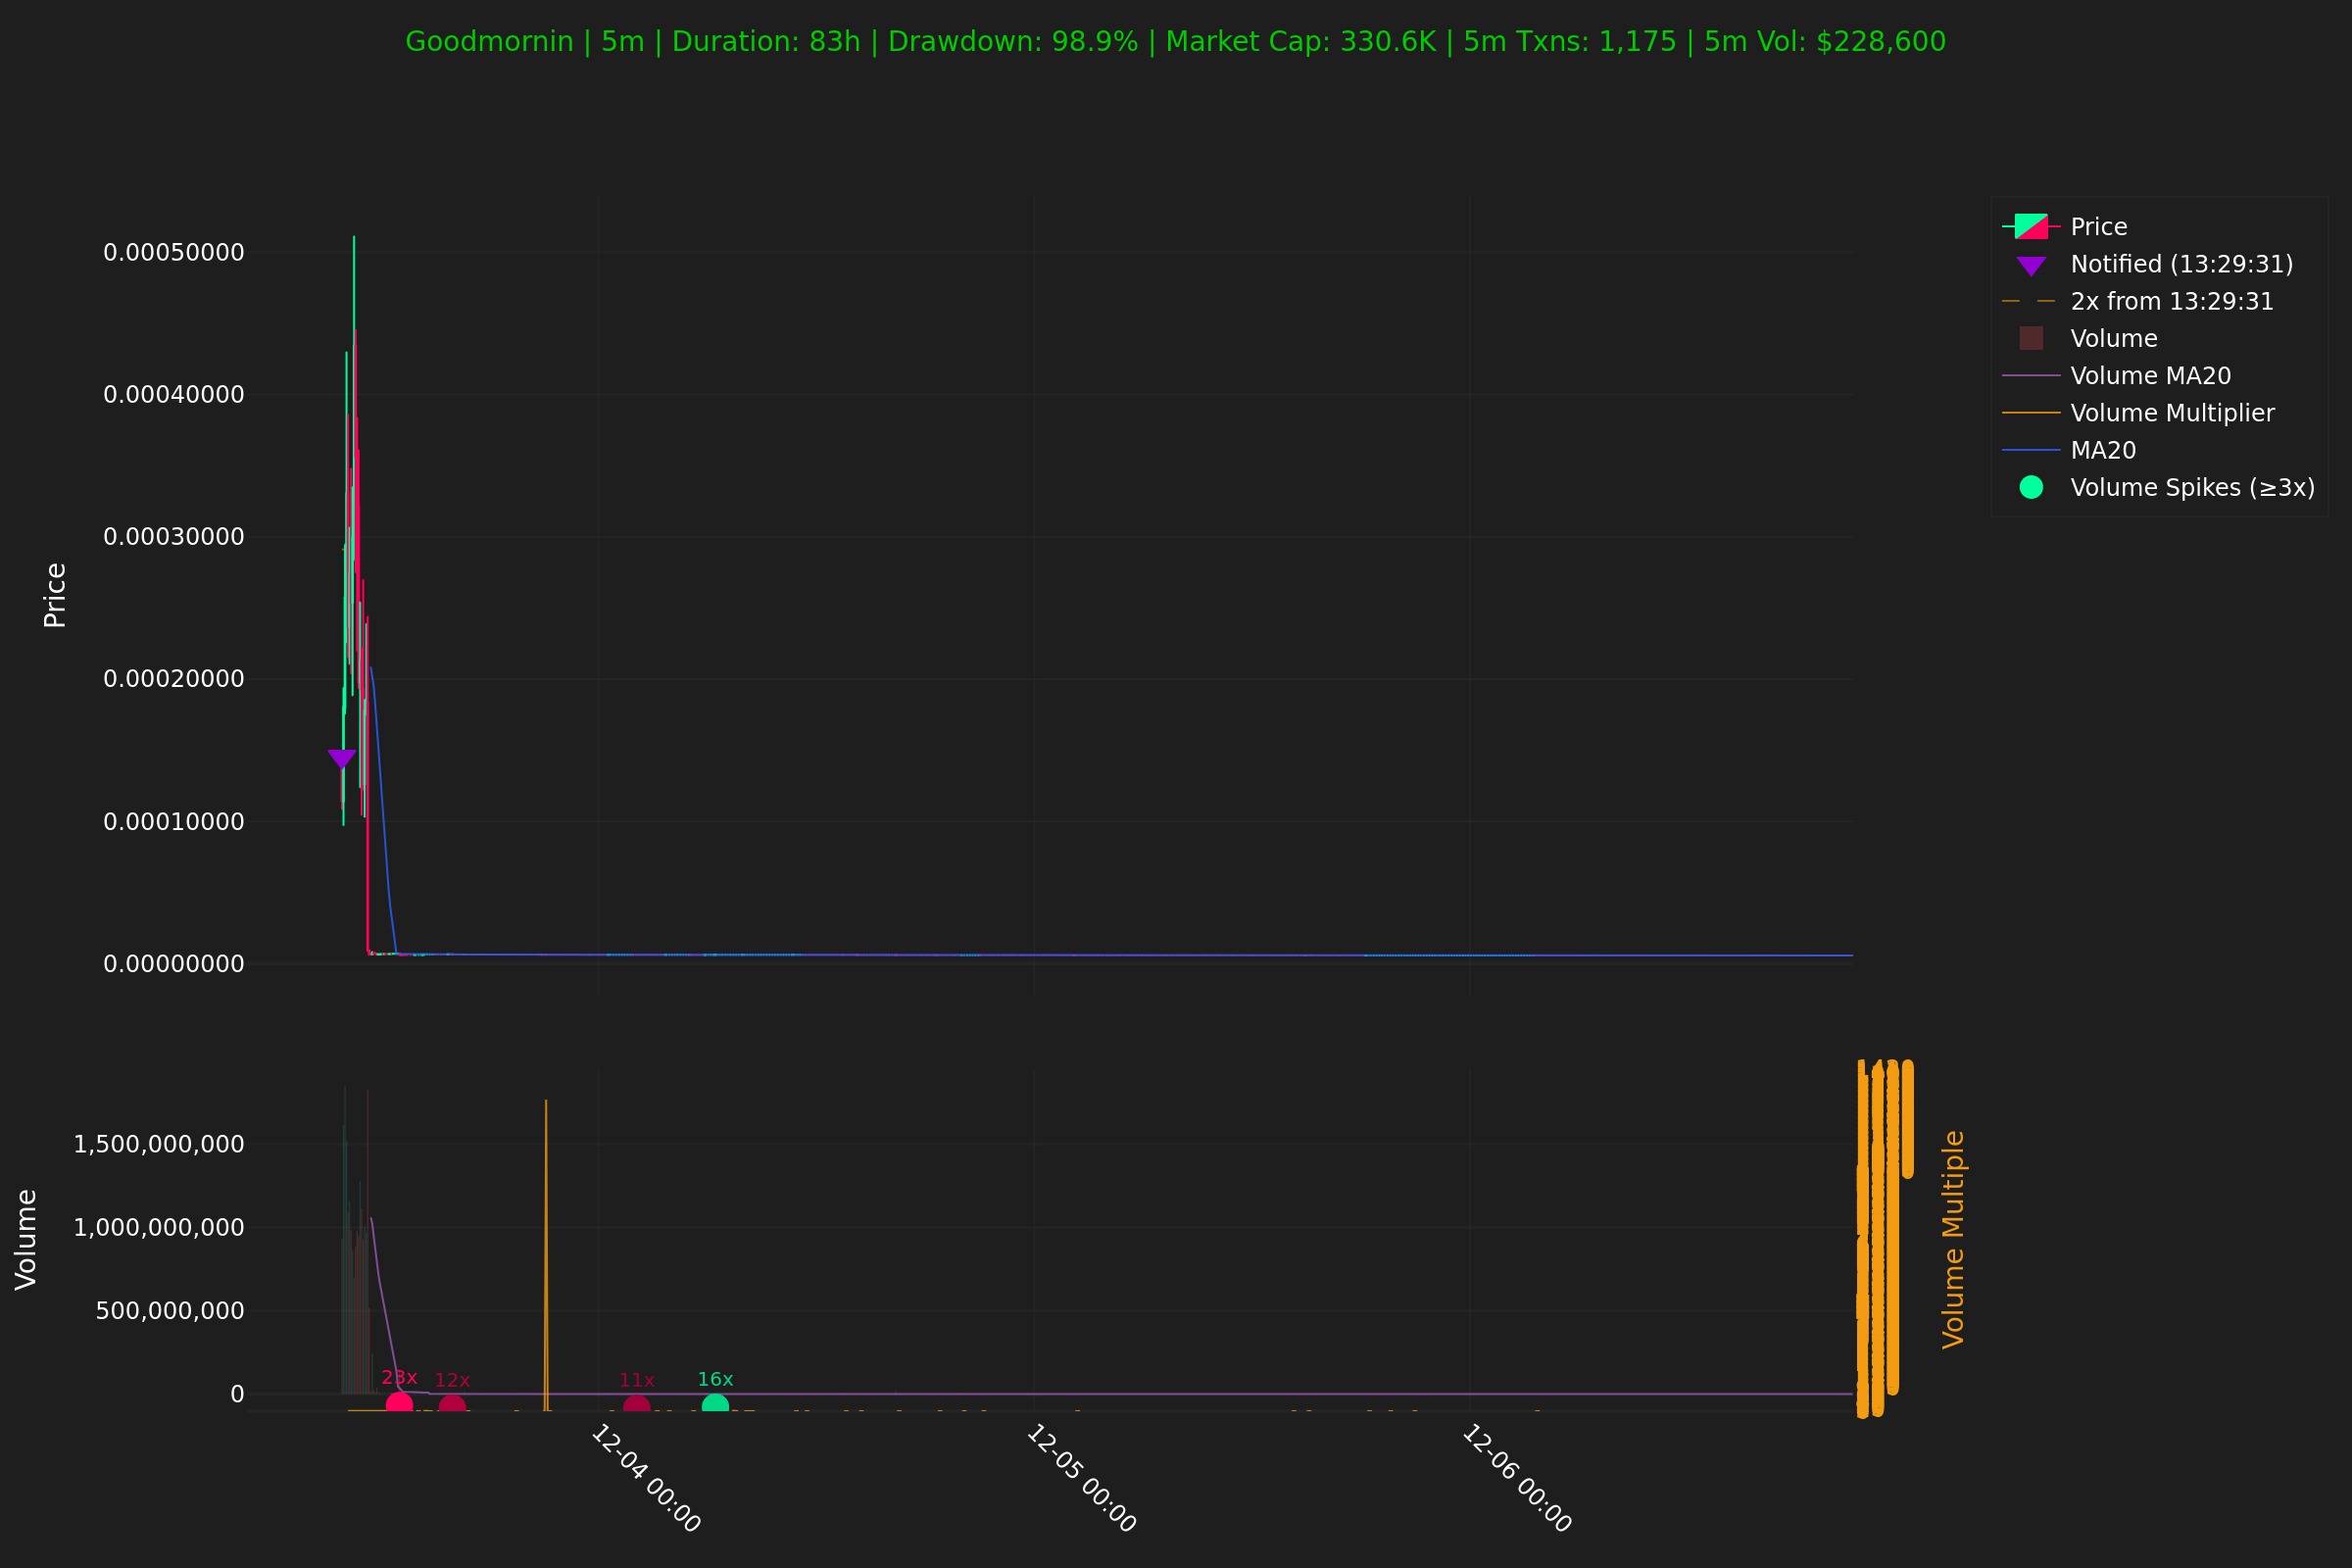 Goodmornin | 5m | Duration: 83h | Drawdown: 98.9% | Market Cap: 330.6K | 5m Txns: 1,175 | 5m Vol: $228,600
Price
0.00050000
0.00040000
0.00030000
0.00020000
0.00010000
0.00000000
Price
Notified (13:29:31)
2x from 13:29:31
Volume
Volume MA20
Volume Multiplier
MA20
Volume Spikes (≥3x)
Volume
1,500,000,000
1,000,000,000
500,000,000
0
12x
11x
16x
Volume Multiple
12-04 00:00
12-05 00:00
12-06 00:00